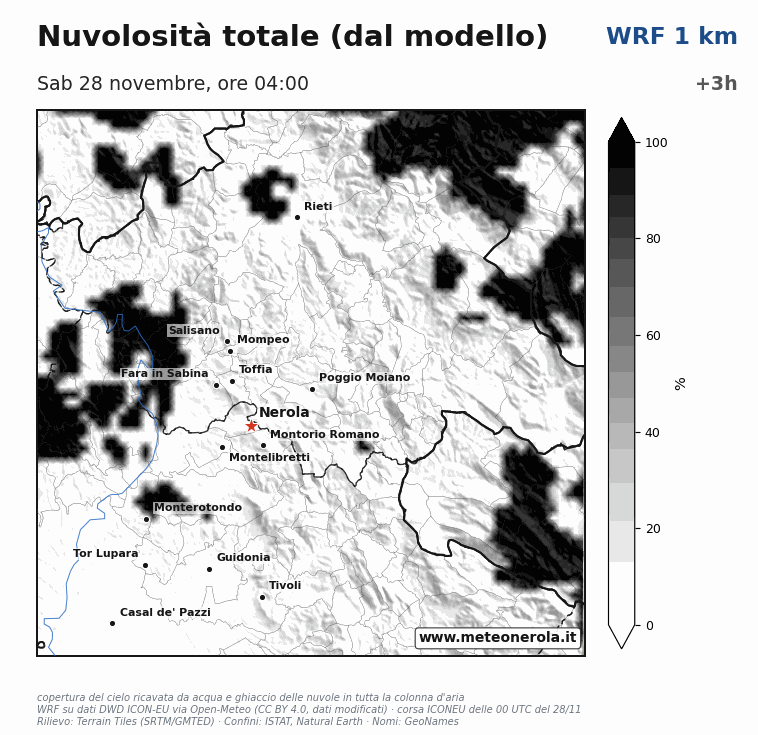 Nuvolosità totale (dal modello)
WRF 1 km
Sab 28 novembre, ore 04:00
+3h
Rieti
Salisano
Mompeo
Fara in Sabina
Toffia
Poggio Moiano
Nerola
Montorio Romano
Montelibretti
Monterotondo
Tor Lupara
Guidonia
Tivoli
Casal de' Pazzi
www.meteonerola.it
100
80
60
40
20
0
%
copertura del cielo ricavata da acqua e ghiaccio delle nuvole in tutta la colonna d'aria
WRF su dati DWD ICON-EU via Open-Meteo (CC BY 4.0, dati modificati) · corsa ICONEU delle 00 UTC del 28/11
Rilievo: Terrain Tiles (SRTM/GMTED) · Confini: ISTAT, Natural Earth · Nomi: GeoNames